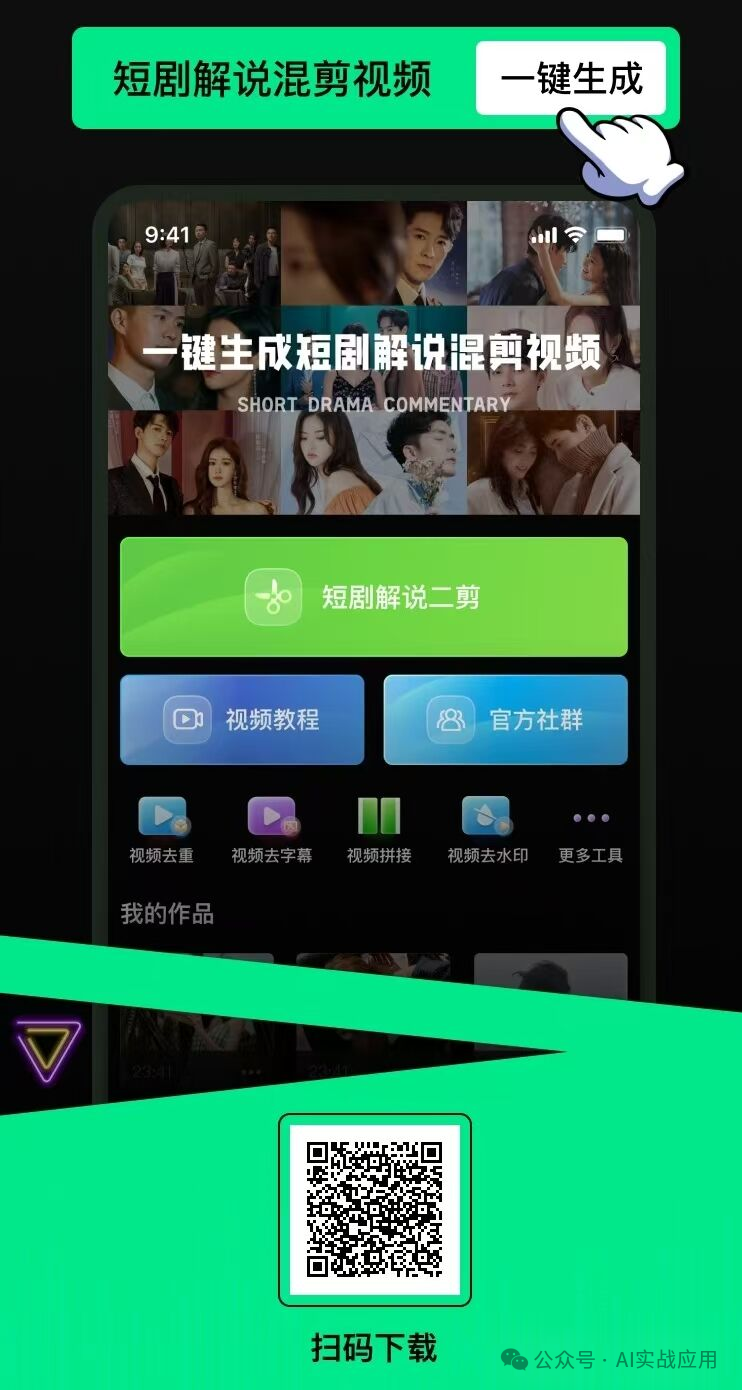 短剧解说混剪视频 一键生成
9:41
一键生成短剧解说混剪视频
SHORT DRAMA COMMENTARY
短剧解说二剪
视频教程 官方社群
视频去重 视频去字幕 视频拼接 视频去水印 更多工具
我的作品
23:41 23:41
扫码下载
公众号 · AI实战应用